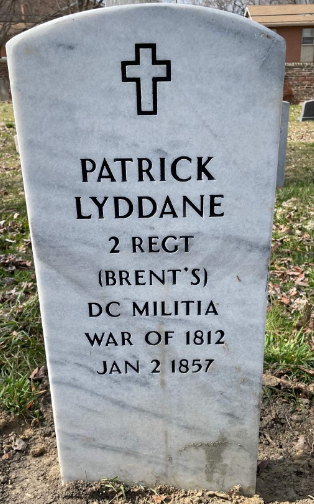 PATRICK
LYDDANE
2 REGT
(BRENT'S)
DC MILITIA
WAR OF 1812
JAN 2 1857